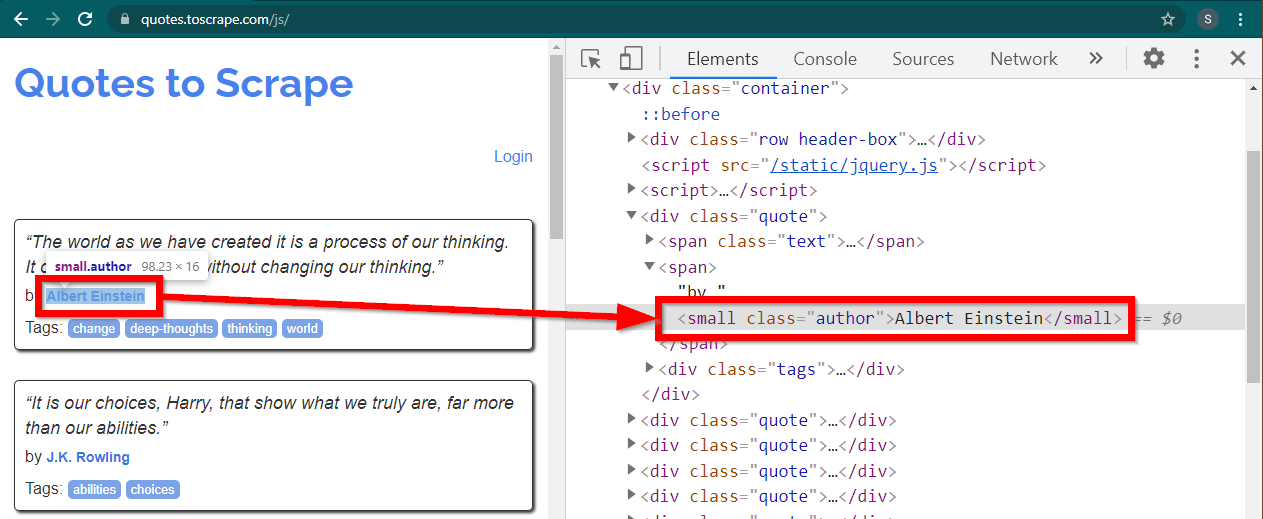 quotes.toscrape.com/js/
S
Quotes to Scrape
Login
“The world as we have created it is a process of our thinking.
It without changing our thinking.”
small.author 98.23 × 16
by Albert Einstein
Tags: change deep-thoughts thinking world
“It is our choices, Harry, that show what we truly are, far more
than our abilities.”
by J.K. Rowling
Tags: abilities choices
Elements Console Sources Network »
<div class="container">
::before
<div class="row header-box">…</div>
<script src="/static/jquery.js"></script>
<script>…</script>
<div class="quote">
<span class="text">…</span>
<span>
"by "
<small class="author">Albert Einstein</small> == $0
</span>
<div class="tags">…</div>
</div>
<div class="quote">…</div>
<div class="quote">…</div>
<div class="quote">…</div>
<div class="quote">…</div>
<div class="quote">…</div>